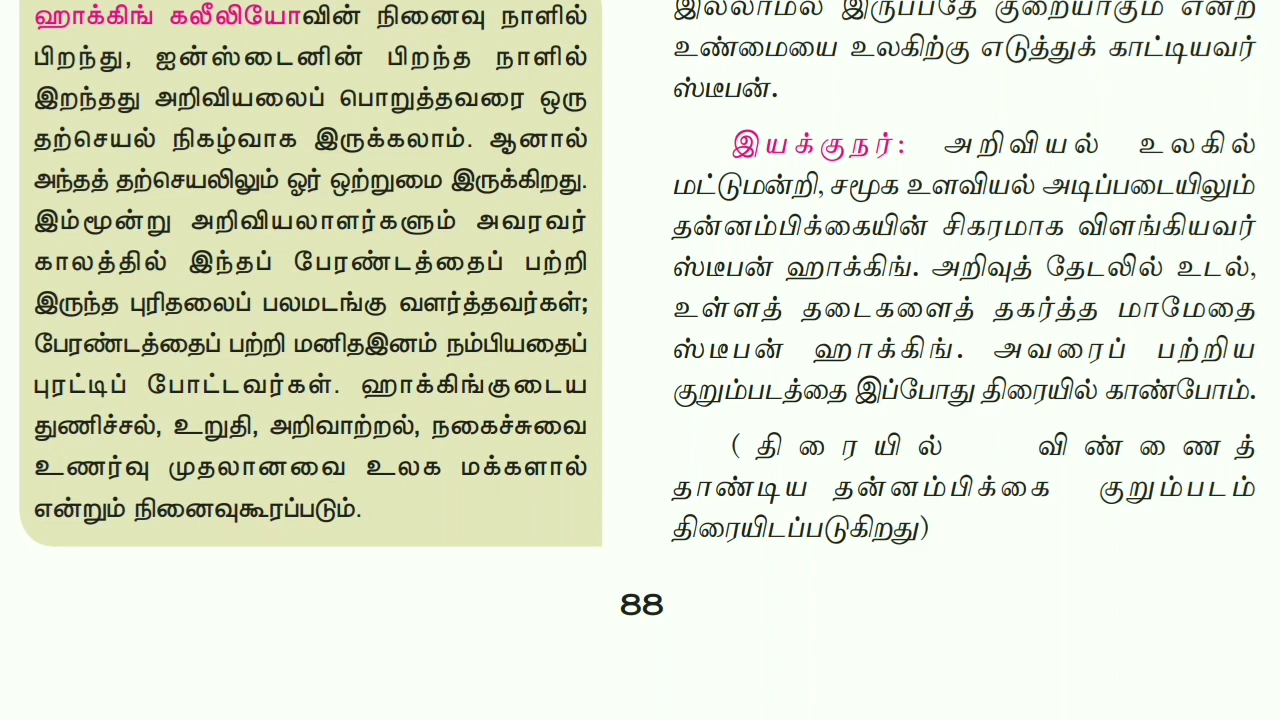 ஹாக்கிங் கலீலியோவின் நினைவு நாளில்
பிறந்து, ஐன்ஸ்டைனின் பிறந்த நாளில்
இறந்தது அறிவியலைப் பொறுத்தவரை ஒரு
தற்செயல் நிகழ்வாக இருக்கலாம். ஆனால்
அந்தத் தற்செயலிலும் ஓர் ஒற்றுமை இருக்கிறது.
இம்மூன்று அறிவியலாளர்களும் அவரவர்
காலத்தில் இந்தப் பேரண்டத்தைப் பற்றி
இருந்த புரிதலைப் பலமடங்கு வளர்த்தவர்கள்;
பேரண்டத்தைப் பற்றி மனிதஇனம் நம்பியதைப்
புரட்டிப் போட்டவர்கள். ஹாக்கிங்குடைய
துணிச்சல், உறுதி, அறிவாற்றல், நகைச்சுவை
உணர்வு முதலானவை உலக மக்களால்
என்றும் நினைவுகூரப்படும்.
இல்லாமல் இருப்பதே குறையாகும் என்ற
உண்மையை உலகிற்கு எடுத்துக் காட்டியவர்
ஸ்டீபன்.
இயக்குநர்: அறிவியல் உலகில்
மட்டுமன்றி, சமூக உளவியல் அடிப்படையிலும்
தன்னம்பிக்கையின் சிகரமாக விளங்கியவர்
ஸ்டீபன் ஹாக்கிங். அறிவுத் தேடலில் உடல்,
உள்ளத் தடைகளைத் தகர்த்த மாமேதை
ஸ்டீபன் ஹாக்கிங். அவரைப் பற்றிய
குறும்படத்தை இப்போது திரையில் காண்போம்.
(திரையில் விண்ணைத்
தாண்டிய தன்னம்பிக்கை குறும்படம்
திரையிடப்படுகிறது)
88